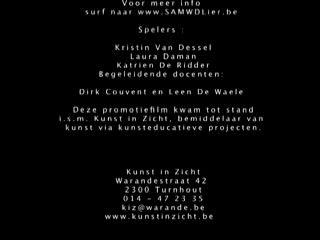 Voor meer info
surf naar www.SAMWDLier.be
Spelers :
Kristin Van Dessel
Laura Daman
Katrien De Ridder
Begeleidende docenten:
Dirk Couvent en Leen De Waele
Deze promotiefilm kwam tot stand
i.s.m. Kunst in Zicht, bemiddelaar van
kunst via kunsteducatieve projecten.
Kunst in Zicht
Warandestraat 42
2300 Turnhout
014 - 47 23 35
kiz@warande.be
www.kunstinzicht.be